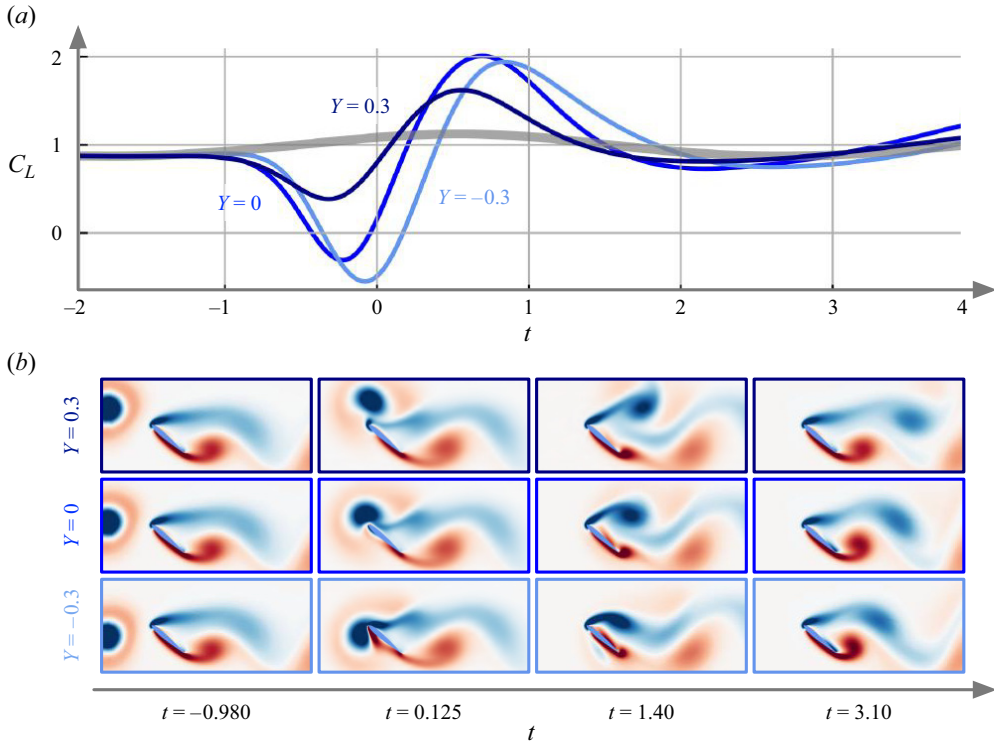 (a)
2
Y = 0.3
1
C_L
Y = 0
Y = −0.3
0
−2 −1 0 1 2 3 4
t
(b)
Y = 0.3
Y = 0
Y = −0.3
t = −0.980 t = 0.125 t = 1.40 t = 3.10
t